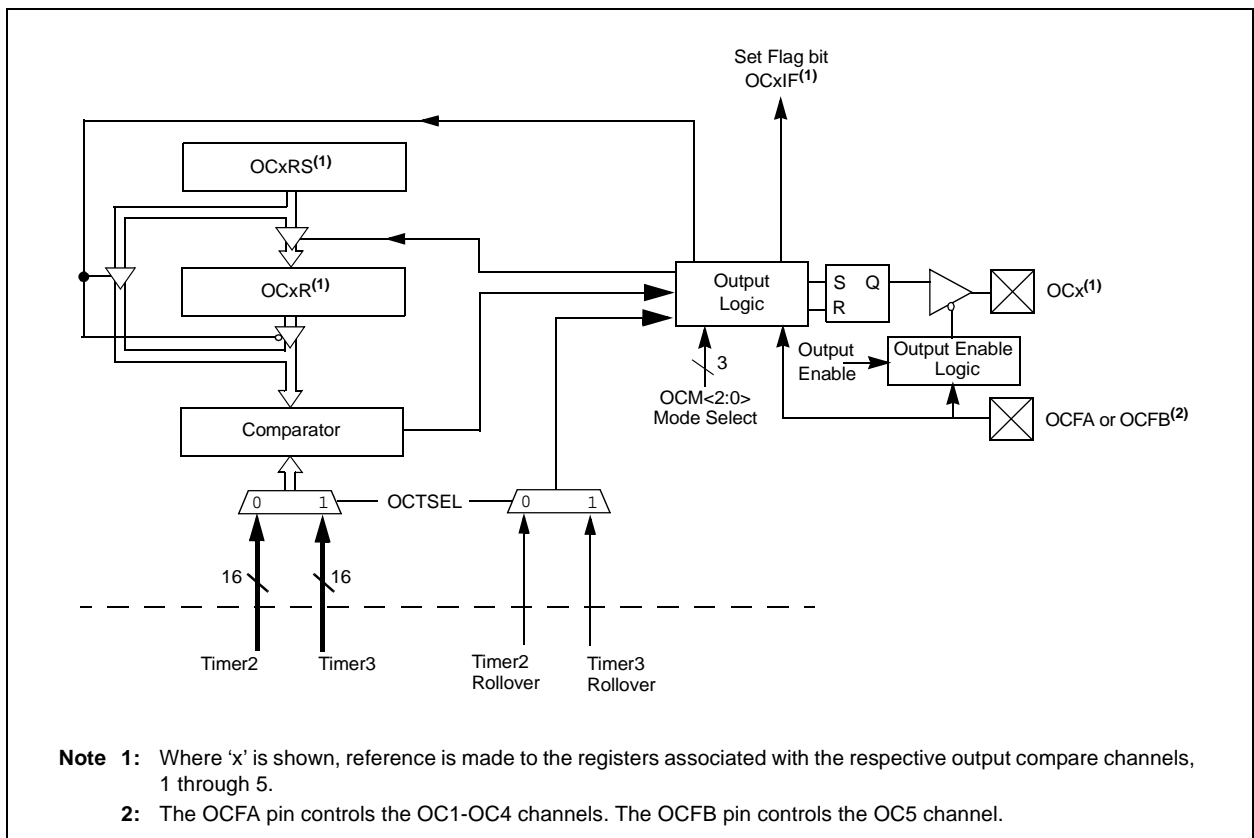 Set Flag bit
OCxIF(1)
OCxRS(1)
OCxR(1)
Output
Logic
S Q
R
OCx(1)
Output
Enable
Output Enable
Logic
3
OCM<2:0>
Mode Select
OCFA or OCFB(2)
Comparator
0 1
OCTSEL
0 1
16
16
Timer2
Timer3
Timer2
Rollover
Timer3
Rollover
Note 1: Where ‘x’ is shown, reference is made to the registers associated with the respective output compare channels,
1 through 5.
2: The OCFA pin controls the OC1-OC4 channels. The OCFB pin controls the OC5 channel.